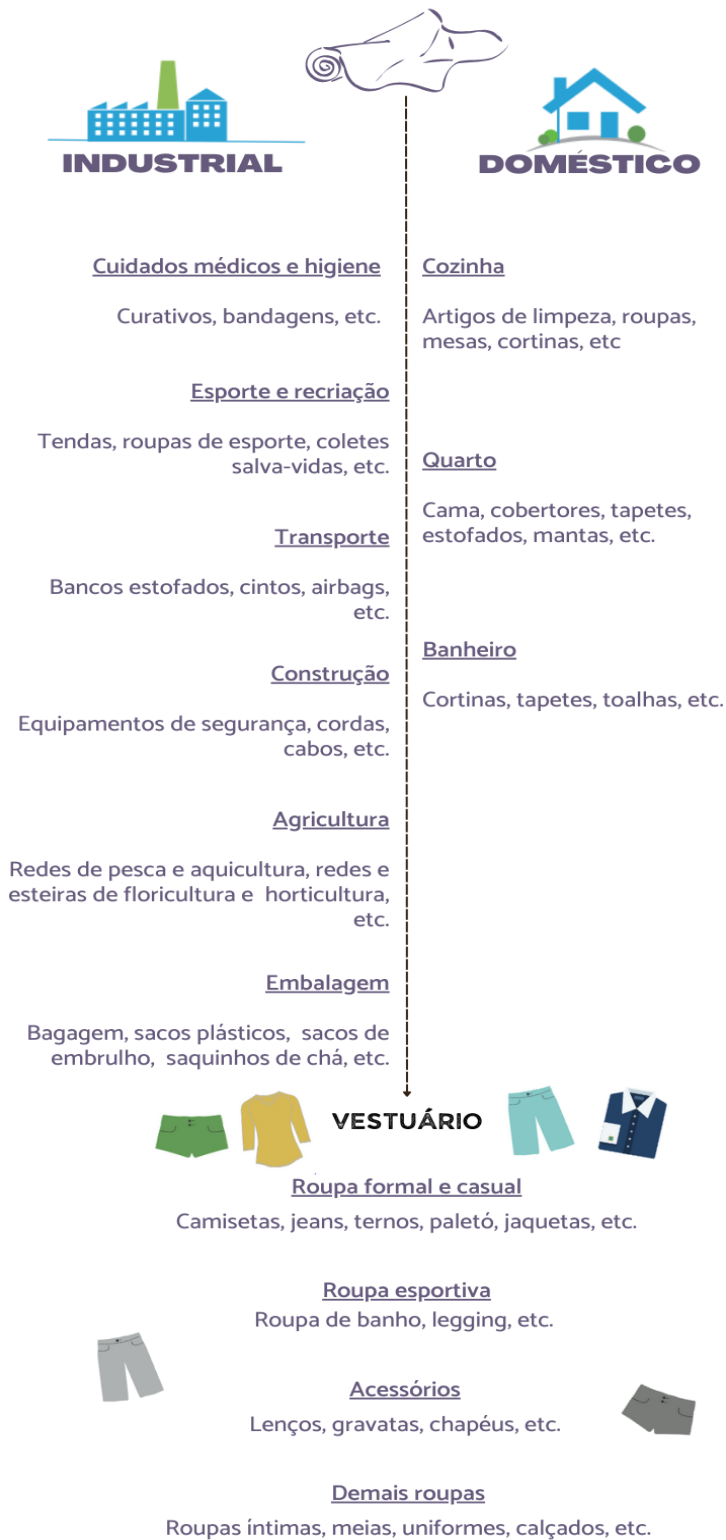 INDUSTRIAL
Cuidados médicos e higiene
Curativos, bandagens, etc.
Esporte e recriação
Tendas, roupas de esporte, coletes
salva-vidas, etc.
Transporte
Bancos estofados, cintos, airbags,
etc.
Construção
Equipamentos de segurança, cordas,
cabos, etc.
Agricultura
Redes de pesca e aquicultura, redes e
esteiras de floricultura e horticultura,
etc.
Embalagem
Bagagem, sacos plásticos, sacos de
embrulho, saquinhos de chá, etc.
DOMÉSTICO
Cozinha
Artigos de limpeza, roupas,
mesas, cortinas, etc
Quarto
Cama, cobertores, tapetes,
estofados, mantas, etc.
Banheiro
Cortinas, tapetes, toalhas, etc.
VESTUÁRIO
Roupa formal e casual
Camisetas, jeans, ternos, paletó, jaquetas, etc.
Roupa esportiva
Roupa de banho, legging, etc.
Acessórios
Lenços, gravatas, chapéus, etc.
Demais roupas
Roupas íntimas, meias, uniformes, calçados, etc.